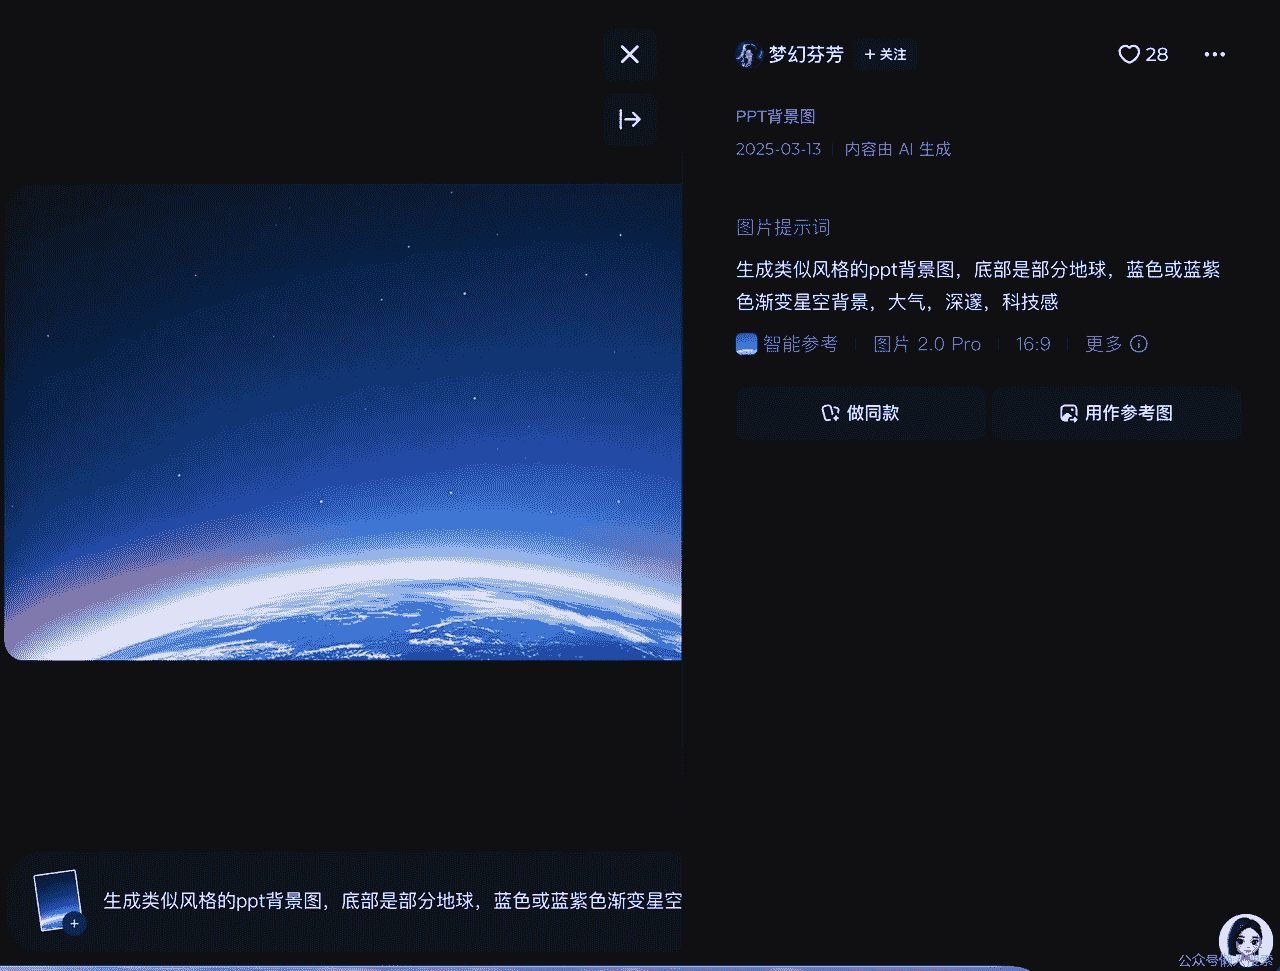 梦幻芬芳 + 关注 28
PPT背景图
2025-03-13 内容由 AI 生成
图片提示词
生成类似风格的ppt背景图，底部是部分地球，蓝色或蓝紫
色渐变星空背景，大气，深邃，科技感
智能参考 图片 2.0 Pro 16:9 更多
做同款 用作参考图
生成类似风格的ppt背景图，底部是部分地球，蓝色或蓝紫色渐变星空
公众号